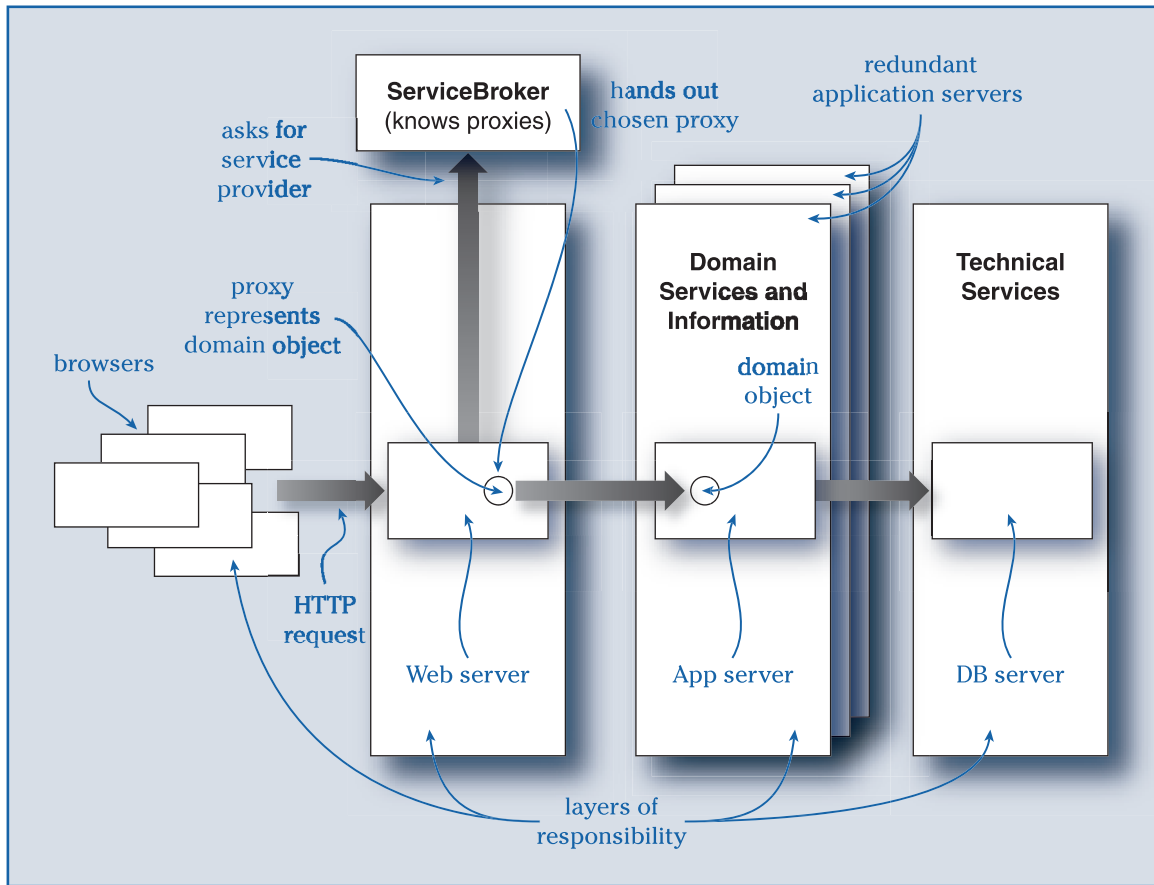 ServiceBroker
(knows proxies)
hands out
chosen proxy
redundant
application servers
asks for
service
provider
Domain
Services and
Information
Technical
Services
proxy
represents
domain object
browsers
domain
object
HTTP
request
Web server
App server
DB server
layers of
responsibility